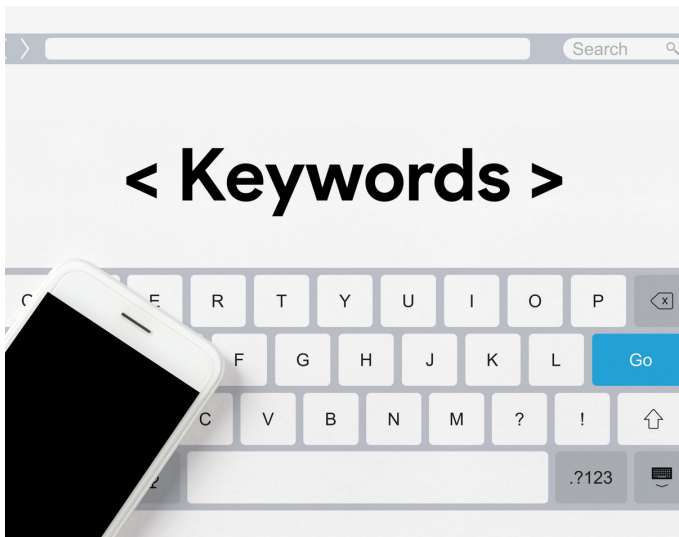 Search
< Keywords >
E R T Y U I O P x
F G H J K L Go
C V B N M ? !
.?123